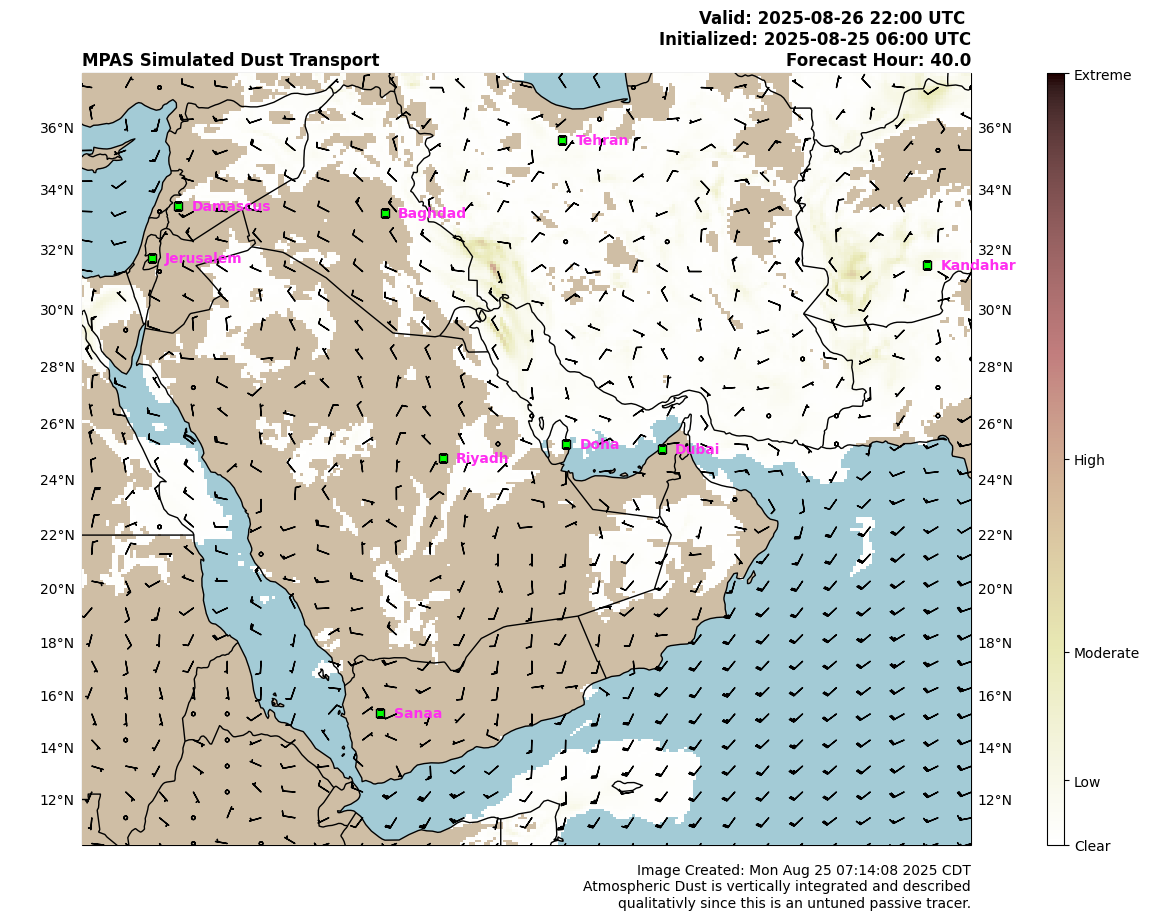 Valid: 2025-08-26 22:00 UTC
Initialized: 2025-08-25 06:00 UTC
MPAS Simulated Dust Transport Forecast Hour: 40.0
Extreme
36°N 36°N
Tehran
34°N 34°N
Damascus Baghdad
32°N 32°N
Jerusalem Kandahar
30°N 30°N
28°N 28°N
26°N 26°N
Doha Dubai
Riyadh High
24°N 24°N
22°N 22°N
20°N 20°N
18°N 18°N
Moderate
16°N 16°N
Sanaa
14°N 14°N
Low
12°N 12°N
Clear
Image Created: Mon Aug 25 07:14:08 2025 CDT
Atmospheric Dust is vertically integrated and described
qualitativly since this is an untuned passive tracer.